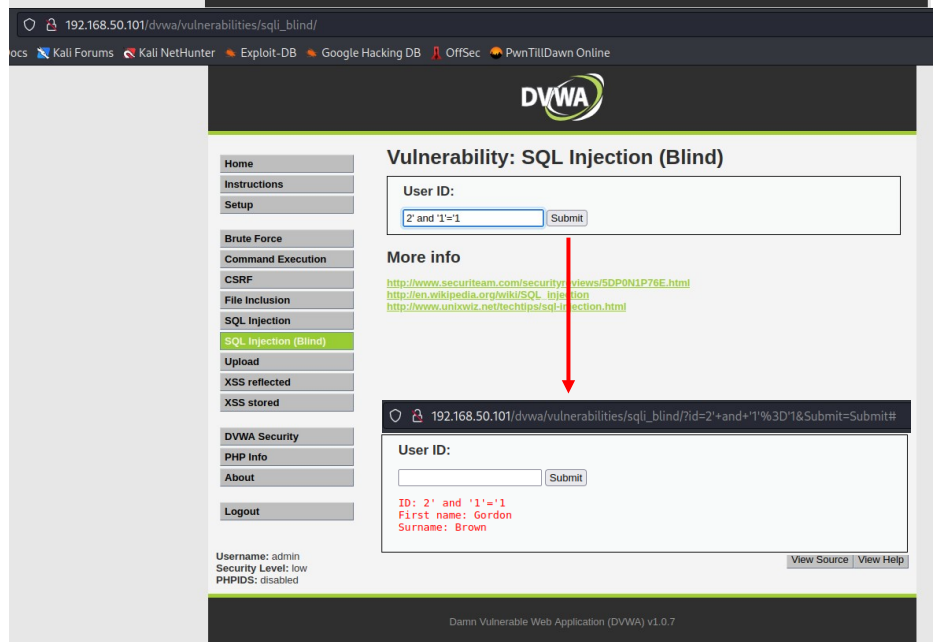 192.168.50.101/dvwa/vulnerabilities/sqli_blind/
ocs Kali Forums Kali NetHunter Exploit-DB Google Hacking DB OffSec PwnTillDawn Online
DVWA
Home
Instructions
Setup
Brute Force
Command Execution
CSRF
File Inclusion
SQL Injection
SQL Injection (Blind)
Upload
XSS reflected
XSS stored
DVWA Security
PHP Info
About
Logout
Username: admin
Security Level: low
PHPIDS: disabled
Vulnerability: SQL Injection (Blind)
User ID:
2' and '1'='1 Submit
More info
http://www.securiteam.com/securityreviews/5DP0N1P76E.html
http://en.wikipedia.org/wiki/SQL_injection
http://www.unixwiz.net/techtips/sql-injection.html
192.168.50.101/dvwa/vulnerabilities/sqli_blind/?id=2'+and+'1'%3D'1&Submit=Submit#
User ID:
Submit
ID: 2' and '1'='1
First name: Gordon
Surname: Brown
View Source View Help
Damn Vulnerable Web Application (DVWA) v1.0.7